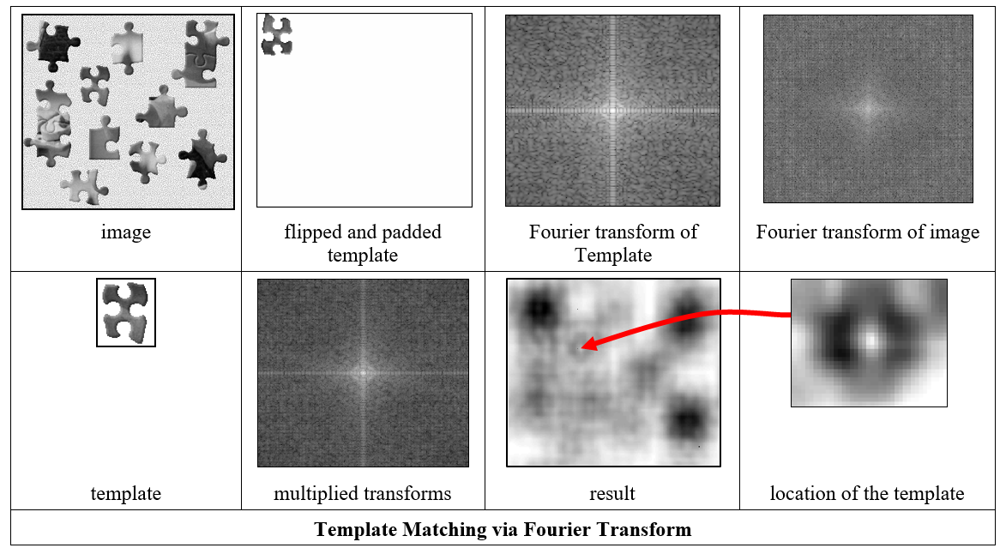 image
flipped and padded
template
Fourier transform of
Template
Fourier transform of image
template
multiplied transforms
result
location of the template
Template Matching via Fourier Transform